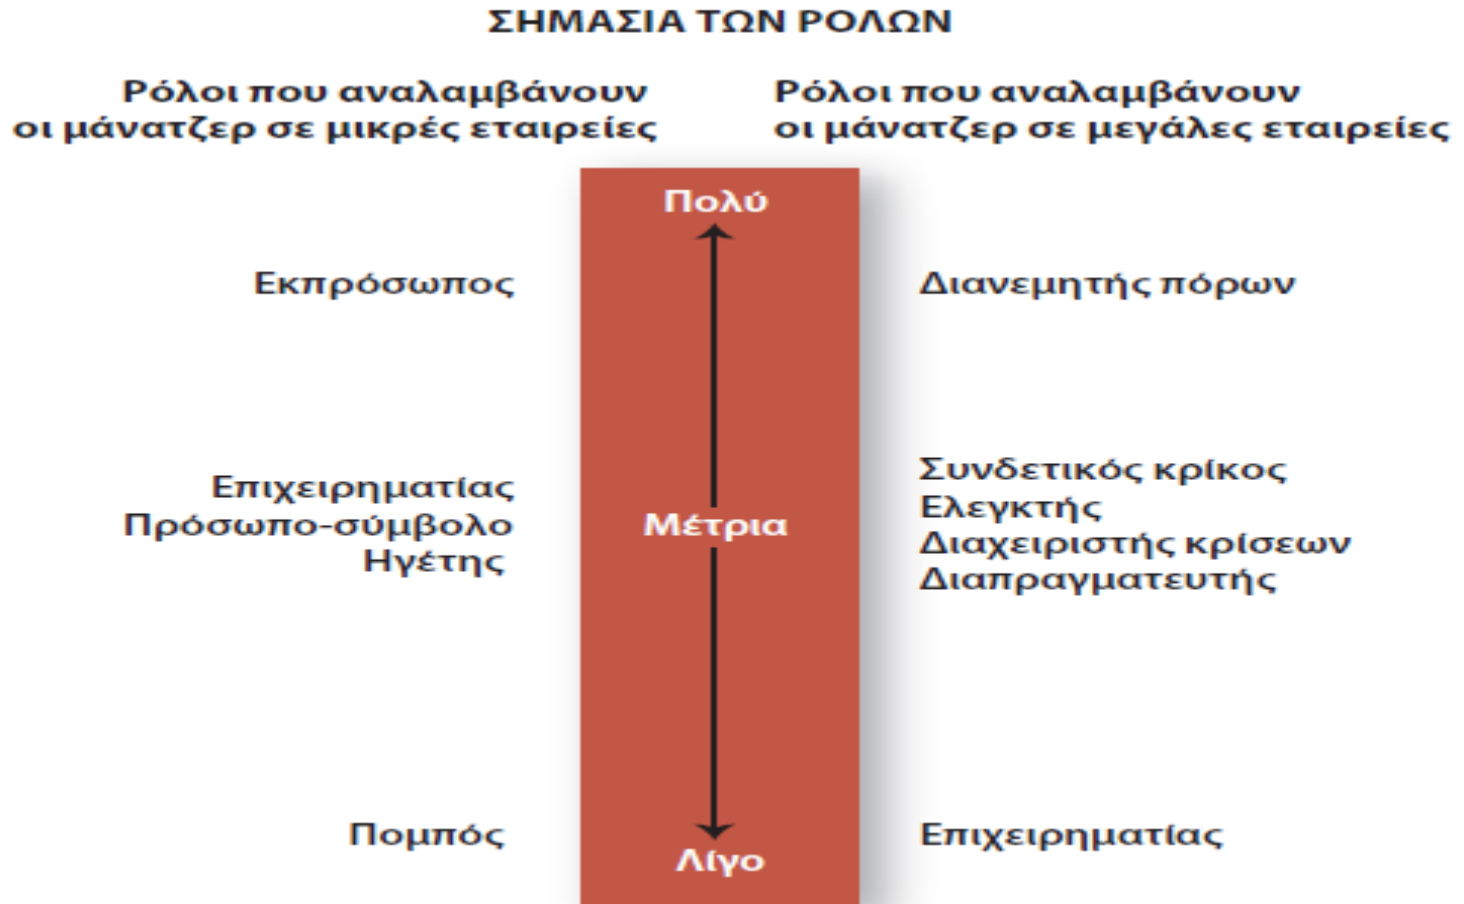 ΣΗΜΑΣΙΑ ΤΩΝ ΡΟΛΩΝ
Ρόλοι που αναλαμβάνουν
οι μάνατζερ σε μικρές εταιρείες
Ρόλοι που αναλαμβάνουν
οι μάνατζερ σε μεγάλες εταιρείες
Πολύ
Εκπρόσωπος
Διανεμητής πόρων
Επιχειρηματίας
Πρόσωπο-σύμβολο
Ηγέτης
Μέτρια
Συνδετικός κρίκος
Ελεγκτής
Διαχειριστής κρίσεων
Διαπραγματευτής
Πομπός
Επιχειρηματίας
Λίγο